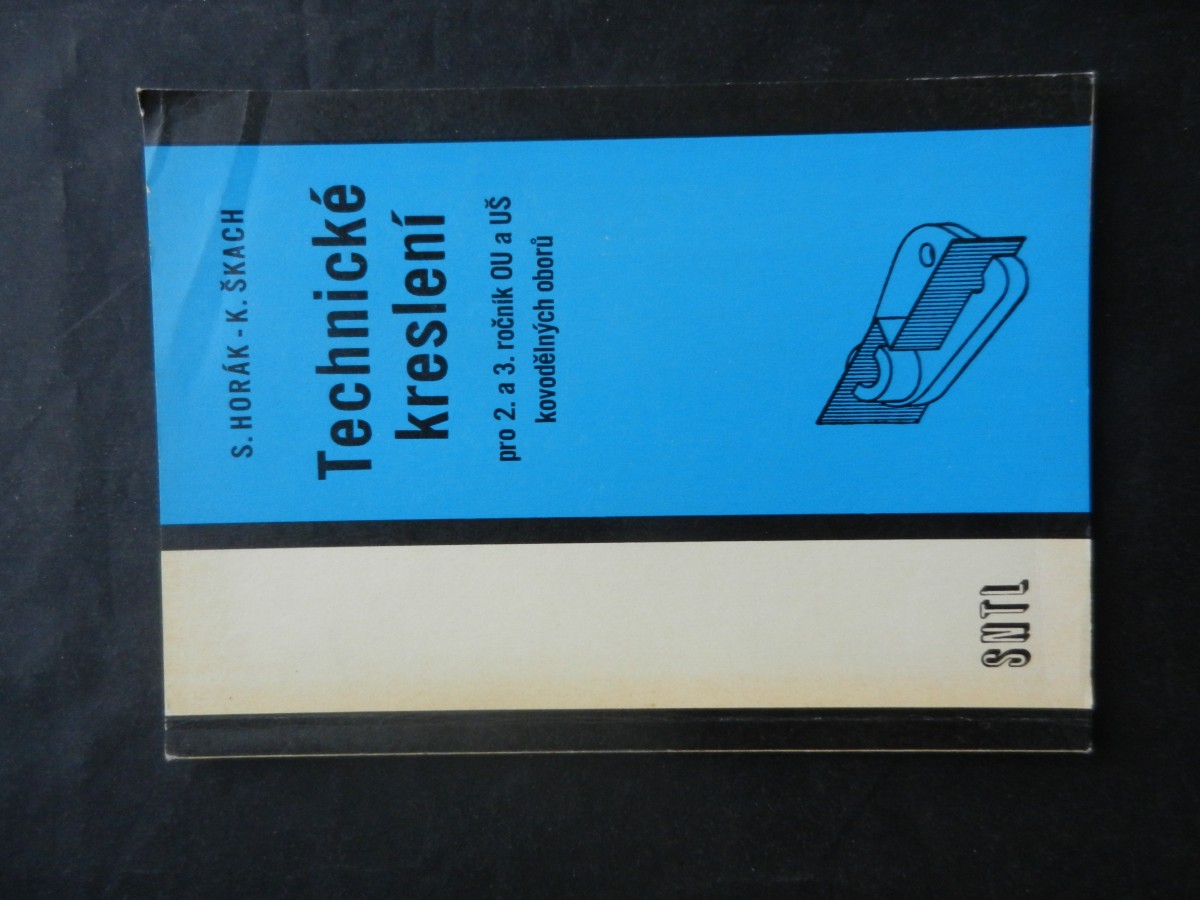 S. HORÁK - K. ŠKACH
Technické
kreslení
pro 2. a 3. ročník OU a UŠ
kovodělných oborů
SNTL